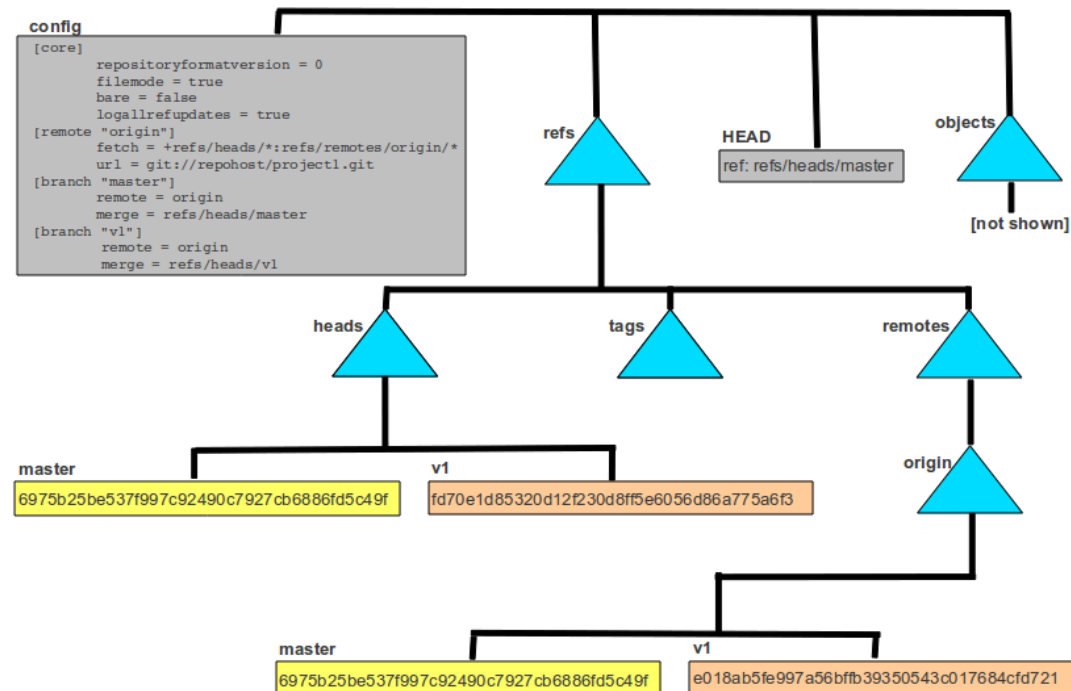 config
[core]
repositoryformatversion = 0
filemode = true
bare = false
logallrefupdates = true
[remote "origin"]
fetch = +refs/heads/*:refs/remotes/origin/*
url = git://repohost/project1.git
[branch "master"]
remote = origin
merge = refs/heads/master
[branch "v1"]
remote = origin
merge = refs/heads/v1
refs
HEAD
ref: refs/heads/master
objects
[not shown]
heads
tags
remotes
master
6975b25be537f997c92490c7927cb6886fd5c49f
v1
fd70e1d85320d12f230d8ff5e6056d86a775a6f3
origin
master
6975b25be537f997c92490c7927cb6886fd5c49f
v1
e018ab5fe997a56bffb39350543c017684cfd721